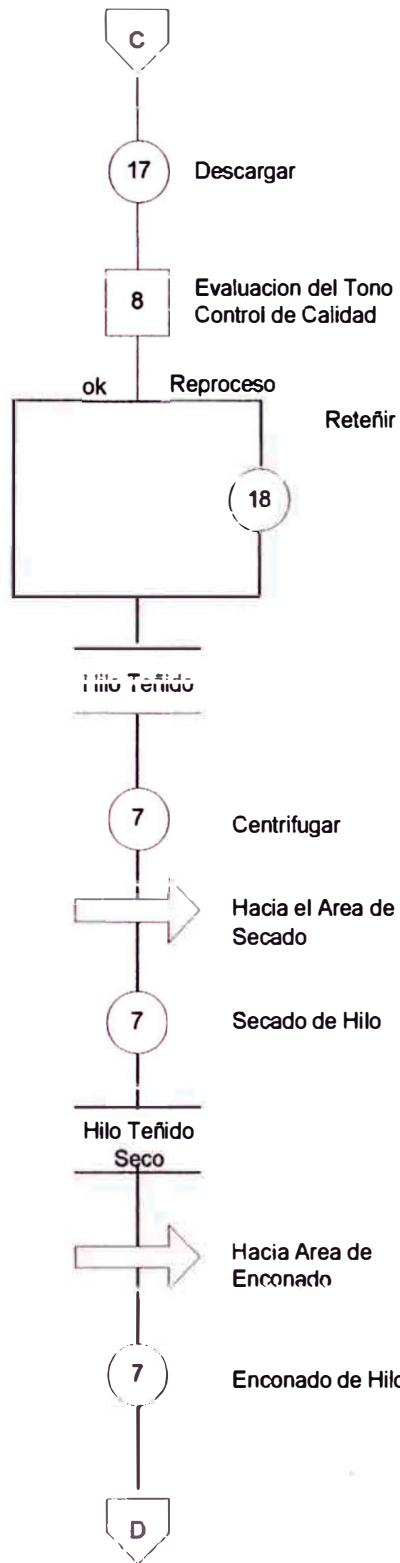 C
17 Descargar
8 Evaluacion del Tono
Control de Calidad
ok Reproceso
Reteñir
18
Hilo Teñido
7 Centrifugar
Hacia el Area de
Secado
7 Secado de Hilo
Hilo Teñido
Seco
Hacia Area de
Enconado
7 Enconado de Hilo
D